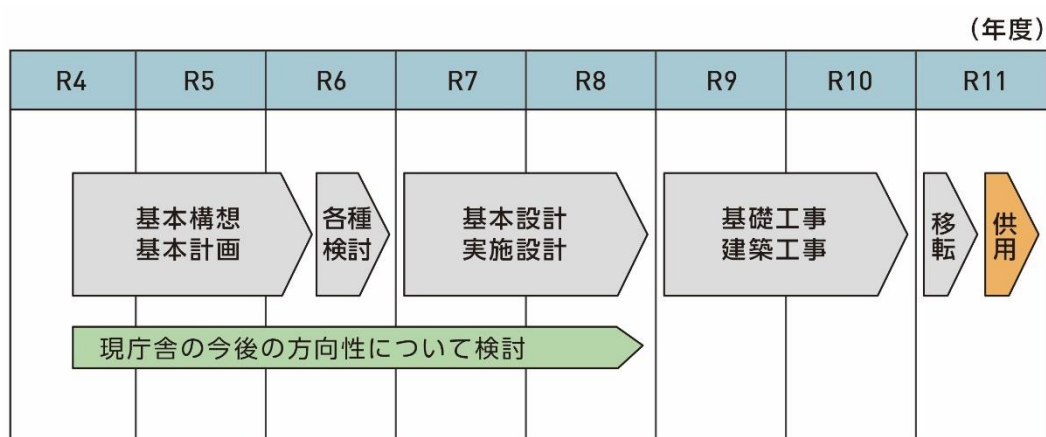 （年度）
R4 R5 R6 R7 R8 R9 R10 R11
基本構想
基本計画
各種
検討
基本設計
実施設計
基礎工事
建築工事
移転
供用
現庁舎の今後の方向性について検討